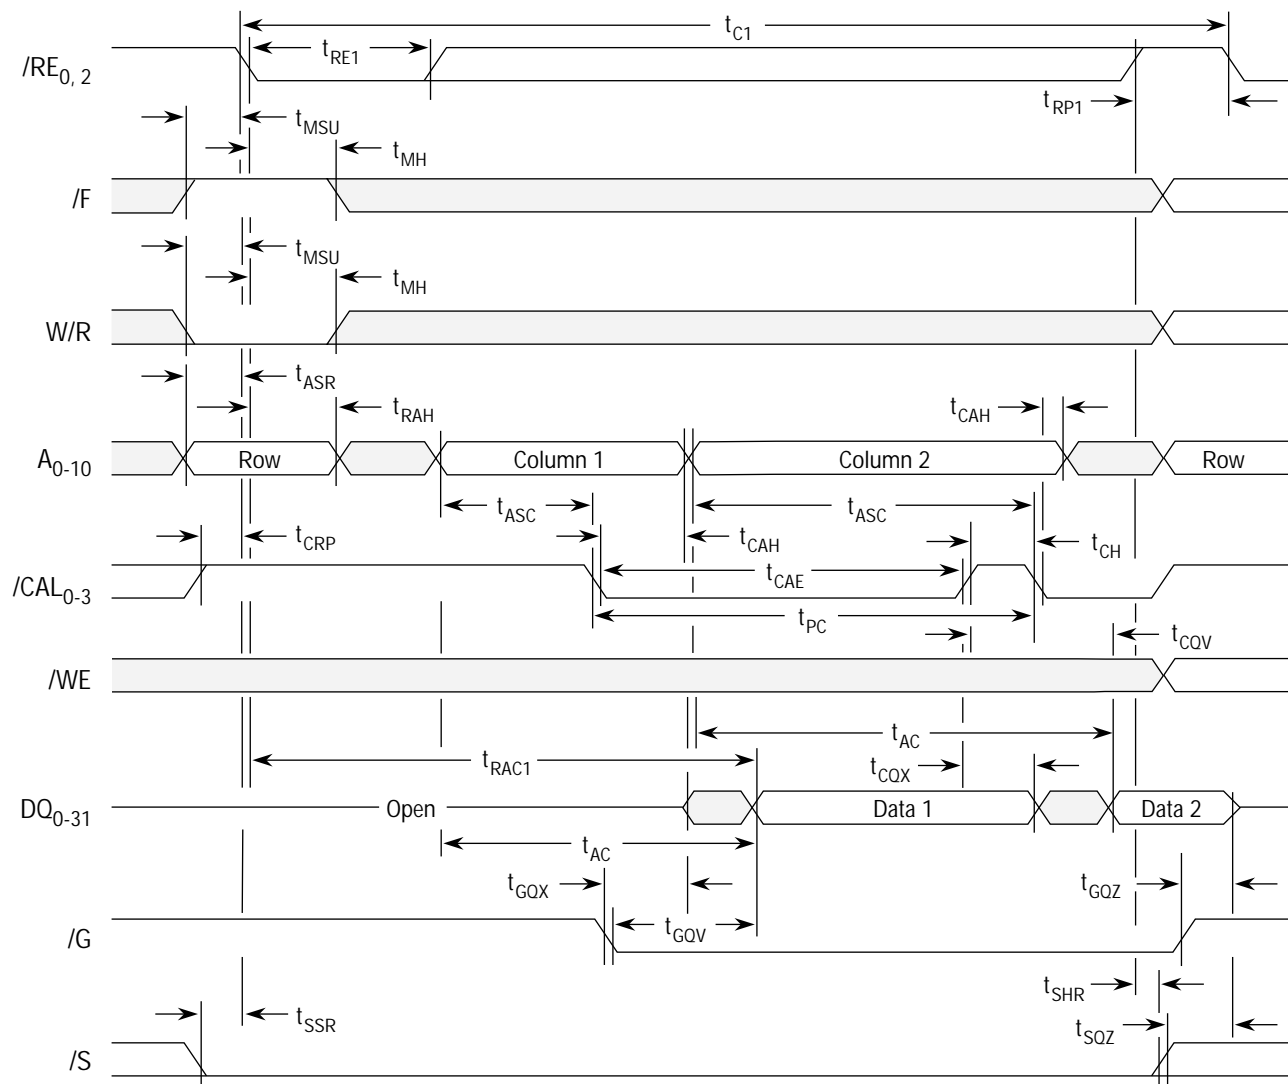 tC1
tRE1
/RE0, 2
tRP1
tMSU
tMH
/F
tMSU
tMH
W/R
tASR
tRAH
tCAH
A0-10
Row
Column 1
Column 2
Row
tASC
tASC
tCRP
tCAH
tCH
/CAL0-3
tCAE
tPC
tCQV
/WE
tAC
tRAC1
tCQX
DQ0-31
Open
Data 1
Data 2
tAC
tGQX
tGQZ
/G
tGQV
tSHR
tSSR
tSQZ
/S